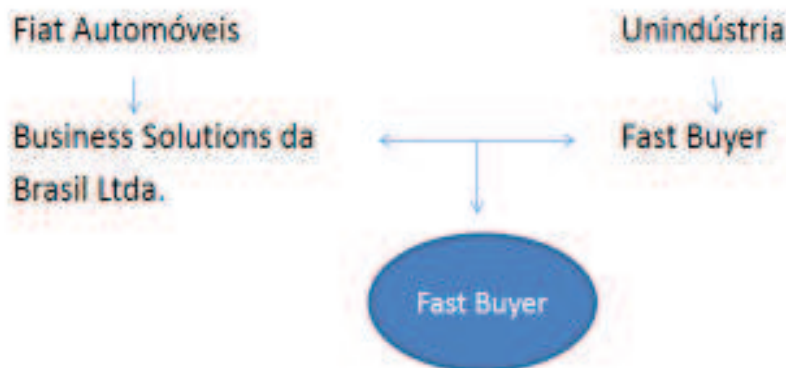 Fiat Automóveis
Unindústria
Business Solutions da
Brasil Ltda.
Fast Buyer
Fast Buyer